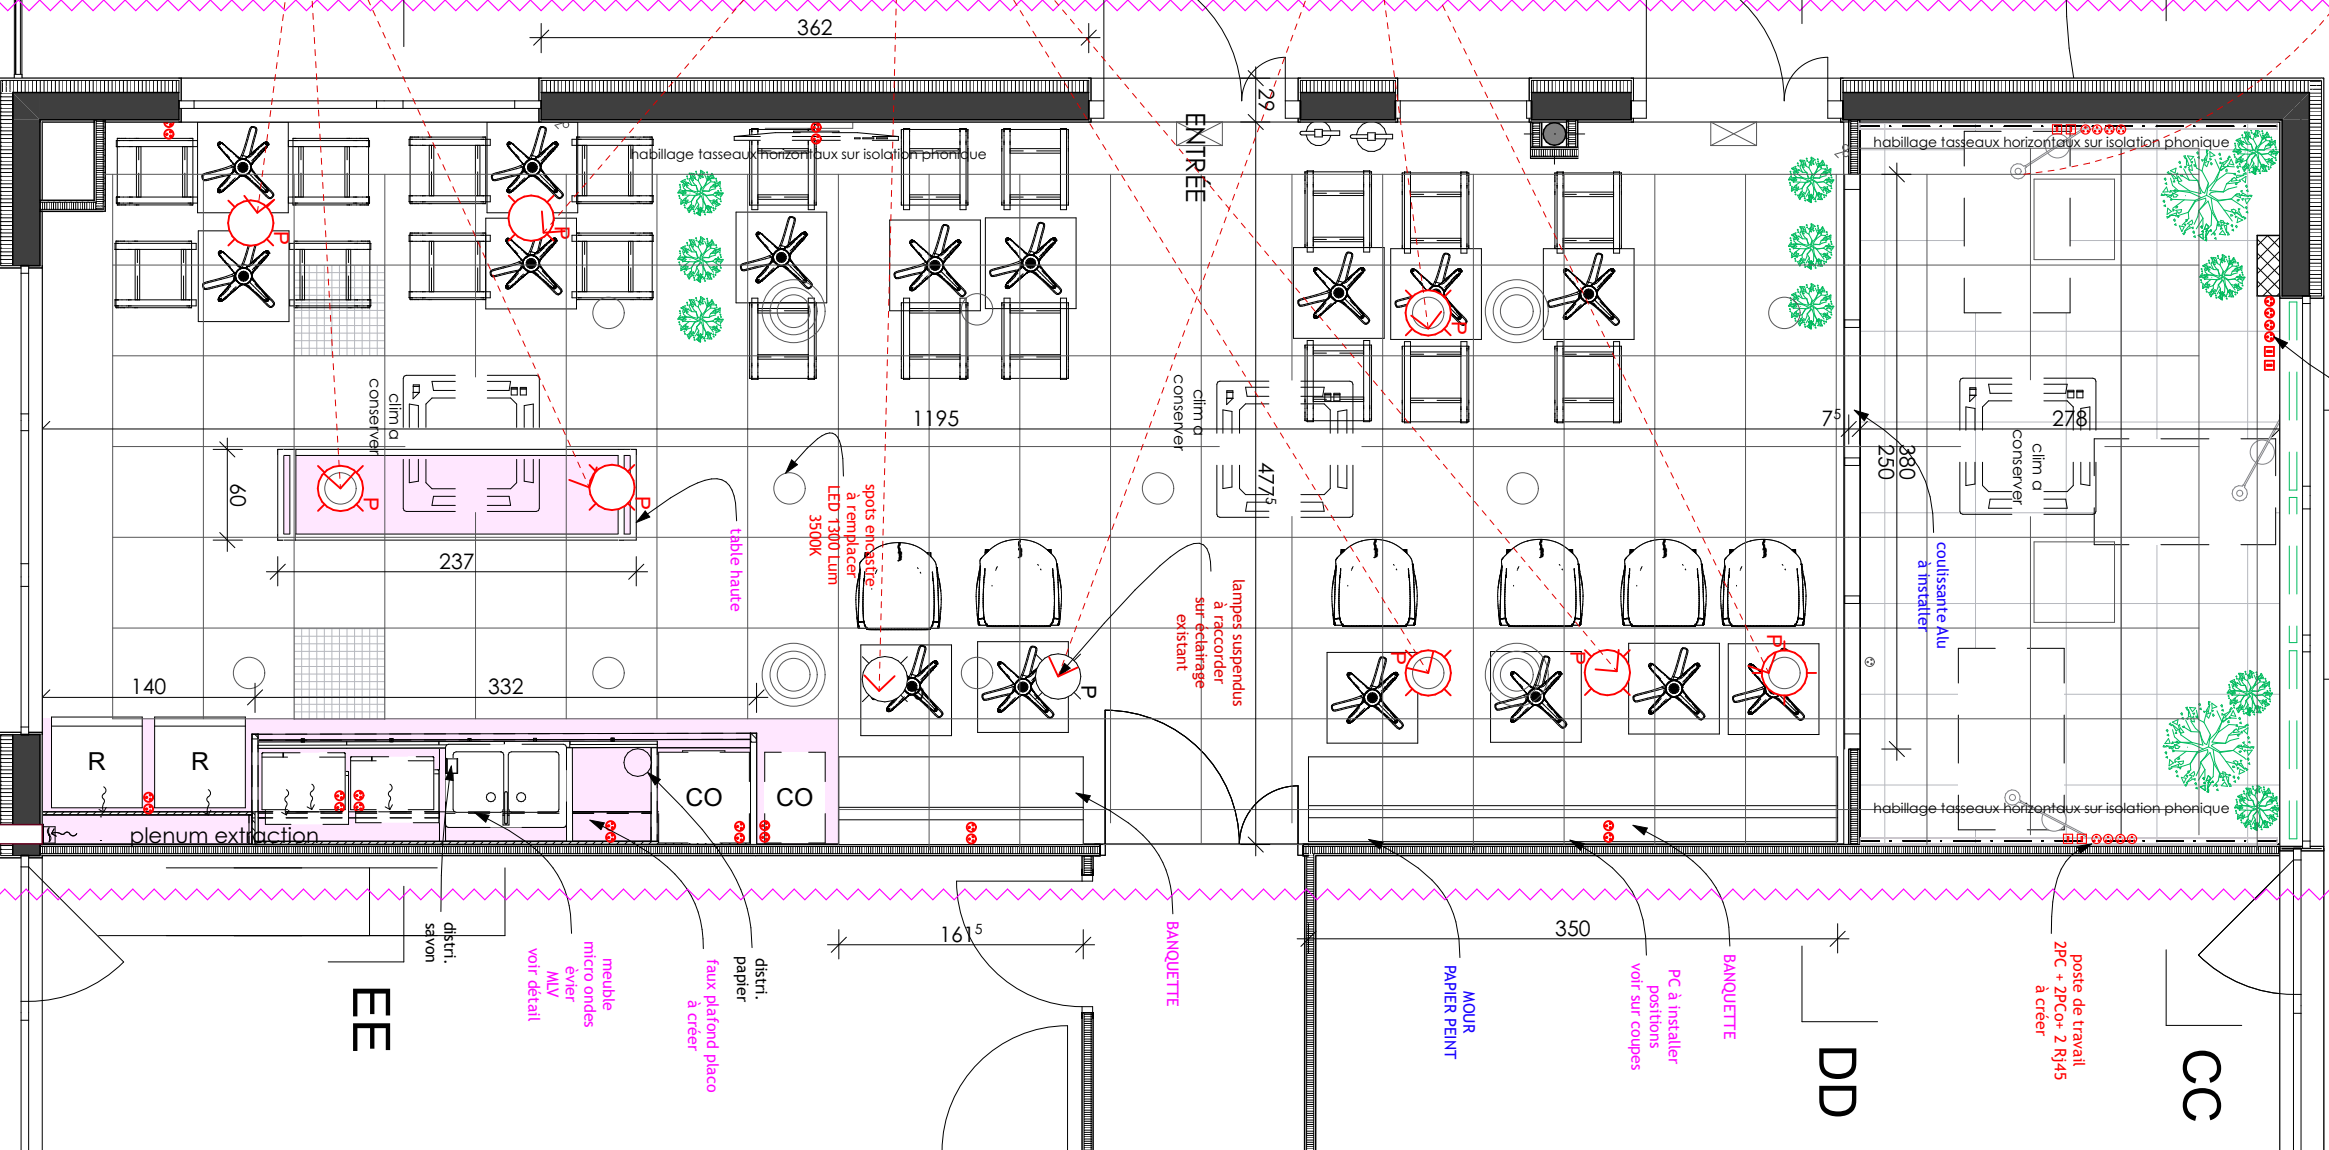 362
29
ENTRÉE
habillage tasseaux horizontaux sur isolation phonique
habillage tasseaux horizontaux sur isolation phonique
P
P
P
clim a
conserver
clim a
conserver
1195
7⁵
278
380
250
clim a
conserver
477⁵
60
P
P
237
table haute
spots encastre
à remplacer
LED 1300 Lum
3500K
lampes suspendus
à raccorder
sur éclairage
existant
coulissante Alu
à installer
P
P
P
P
140
332
R
R
CO
CO
plenum extraction
habillage tasseaux horizontaux sur isolation phonique
distri.
savon
meuble
micro ondes
évier
MLV
voir détail
faux plafond placo
à créer
distri.
papier
161⁵
BANQUETTE
350
MOUR
PAPIER PEINT
PC à installer
positions
voir sur coupes
BANQUETTE
poste de travail
2PC + 2PCo+ 2 Rj45
à créer
EE
DD
CC